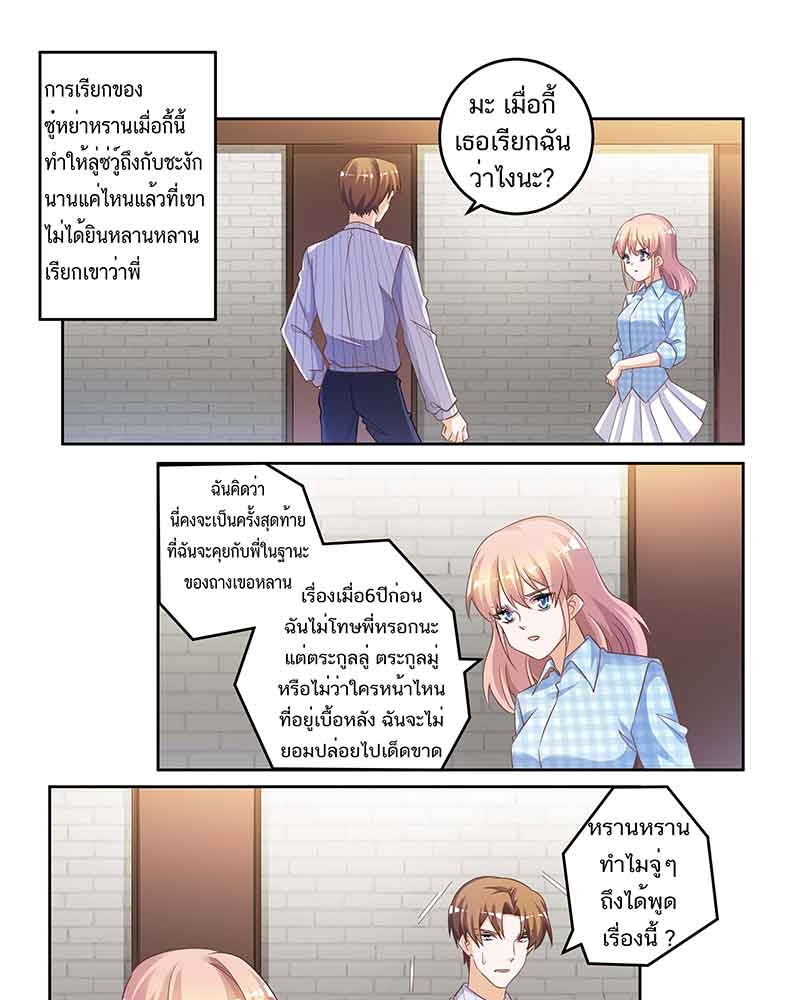 การเรียกของ
ซู๋หย่าหรานเมื่อกี้นี้
ทำให้ลู่ซ่วู์ถึงกับชะงัก
นานแค่ไหนแล้วที่เขา
ไม่ได้ยินหลานหลาน
เรียกเขาว่าพี่
มะ เมื่อกี้
เธอเรียกฉัน
ว่าไงนะ?
ฉันคิดว่า
นี่คงจะเป็นครั้งสุดท้าย
ที่ฉันจะคุยกับพี่ในฐานะ
ของถางเขอหลาน
เรื่องเมื่อ6ปีก่อน
ฉันไม่โทษพี่หรอกนะ
แต่ตระกูลลู่ ตระกูลมู่
หรือไม่ว่าใครหน้าไหน
ที่อยู่เบื้อหลัง ฉันจะไม่
ยอมปล่อยไปเด็ดขาด
หรานหราน
ทำไมจู่ๆ
ถึงได้พูด
เรื่องนี้ ?